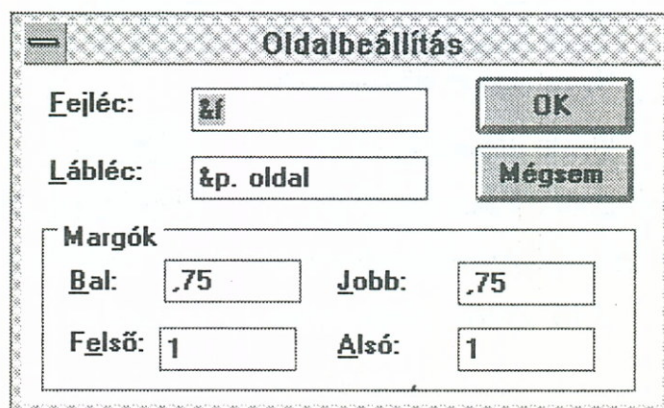 Oldalbeállítás
Fejléc: &f OK
Lábléc: &p. oldal Mégsem
Margók
Bal: ,75 Jobb: ,75
Felső: 1 Alsó: 1